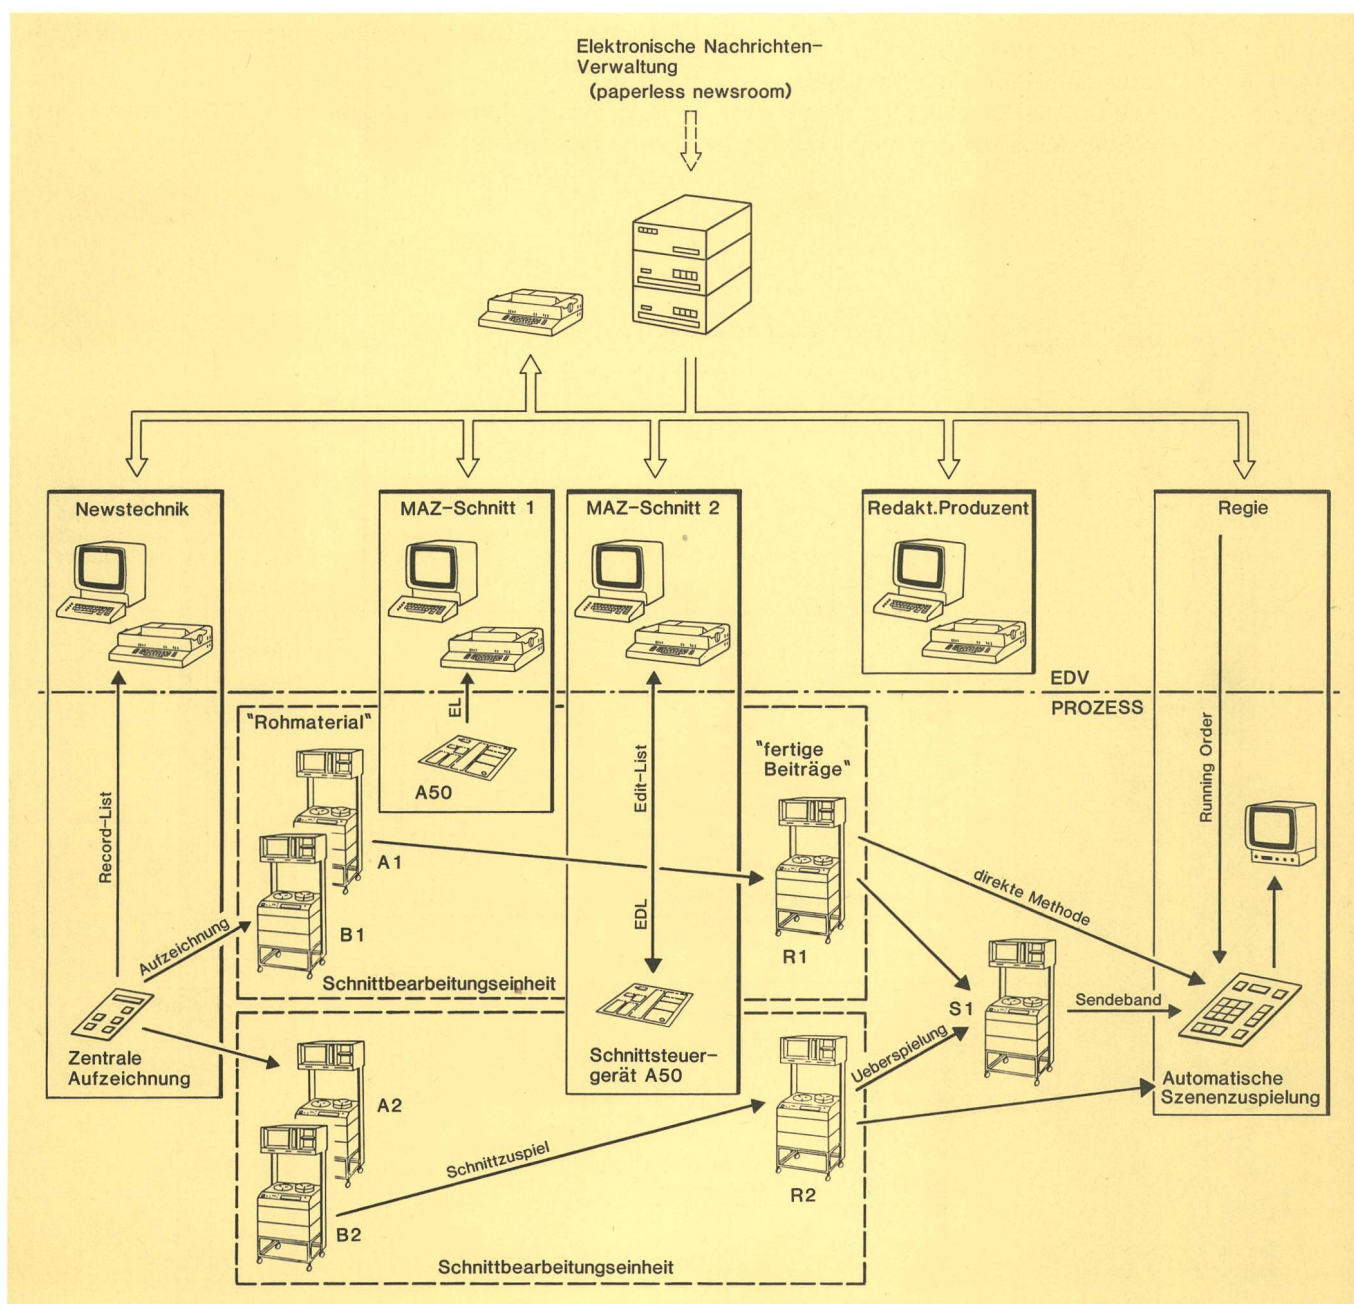 Elektronische Nachrichten-
Verwaltung
(paperless newsroom)
Newstechnik
MAZ-Schnitt 1
MAZ-Schnitt 2
Redakt.Produzent
Regie
EDV
PROZESS
"Rohmaterial"
EL
A50
Record-List
Edit-List
EDL
"fertige
Beiträge"
Running Order
A1
B1
R1
Aufzeichnung
direkte Methode
Schnittbearbeitungseinheit
S1
Sendeband
Zentrale
Aufzeichnung
Schnittsteuer-
gerät A50
Ueberspielung
Automatische
Szenenzuspielung
A2
Schnittzuspiel
R2
B2
Schnittbearbeitungseinheit